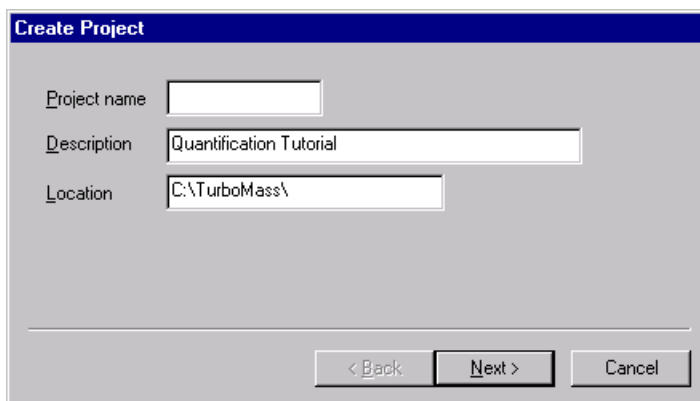 Create Project
Project name
Description Quantification Tutorial
Location C:\TurboMass\
< Back Next > Cancel